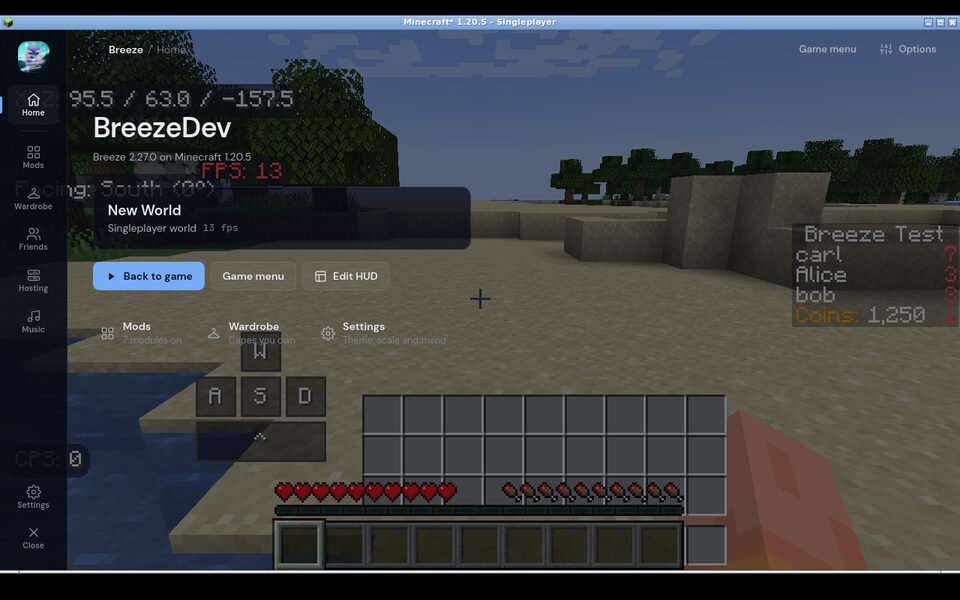 Minecraft* 1.20.5 - Singleplayer
Breeze / Home
Game menu
Options
95.5 / 63.0 / -157.5
Home
BreezeDev
Breeze 2.27.0 on Minecraft 1.20.5
FPS: 13
Mods
Facing: South (0°)
Wardrobe
New World
Singleplayer world 13 fps
Friends
Breeze Test
carl 7
Alice 3
bob
Coins: 1,250
Back to game
Game menu
Edit HUD
Hosting
Music
Mods
7 modules on
Wardrobe
Capes you own
Settings
Theme, scale and menu
W
A S D
^
CPS: 0
Settings
Close